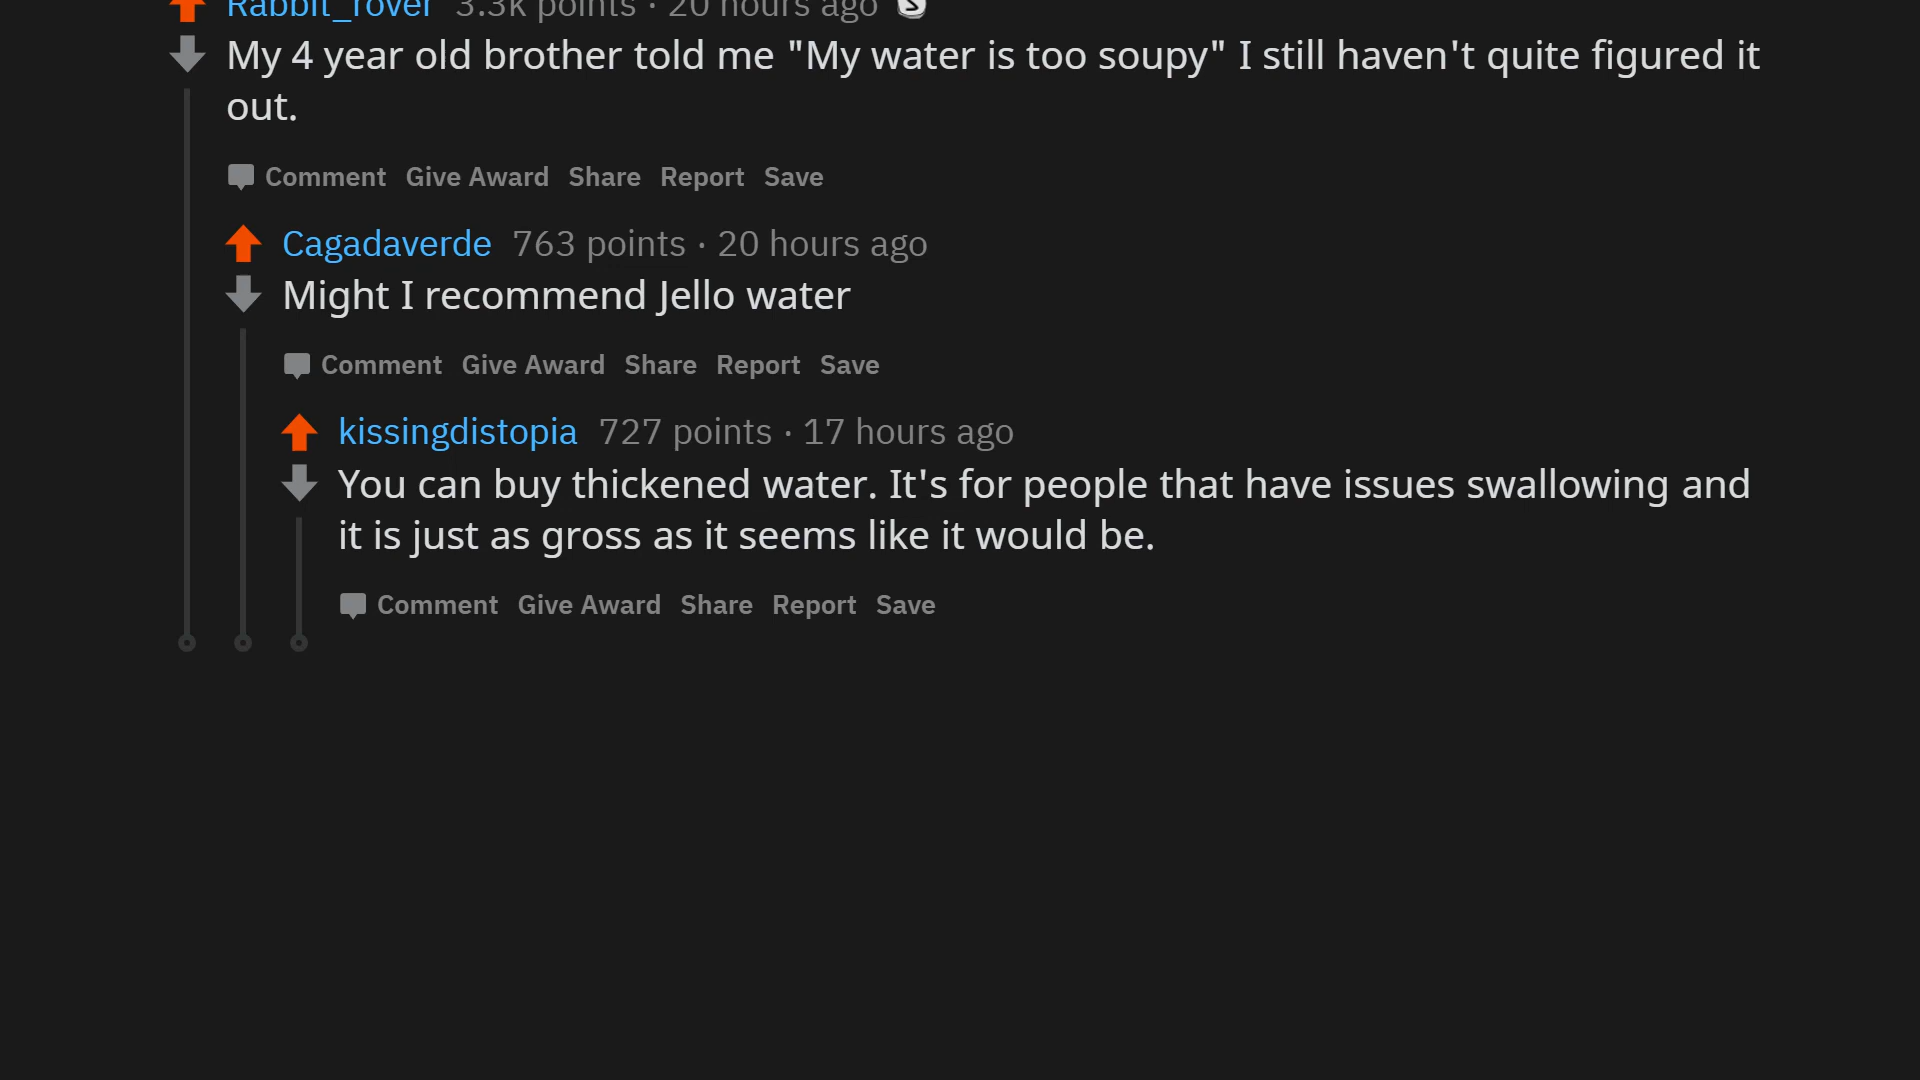 Rabbit_rover 3.3k points · 20 hours ago
My 4 year old brother told me "My water is too soupy" I still haven't quite figured it
out.
Comment Give Award Share Report Save
Cagadaverde 763 points · 20 hours ago
Might I recommend Jello water
Comment Give Award Share Report Save
kissingdistopia 727 points · 17 hours ago
You can buy thickened water. It's for people that have issues swallowing and
it is just as gross as it seems like it would be.
Comment Give Award Share Report Save